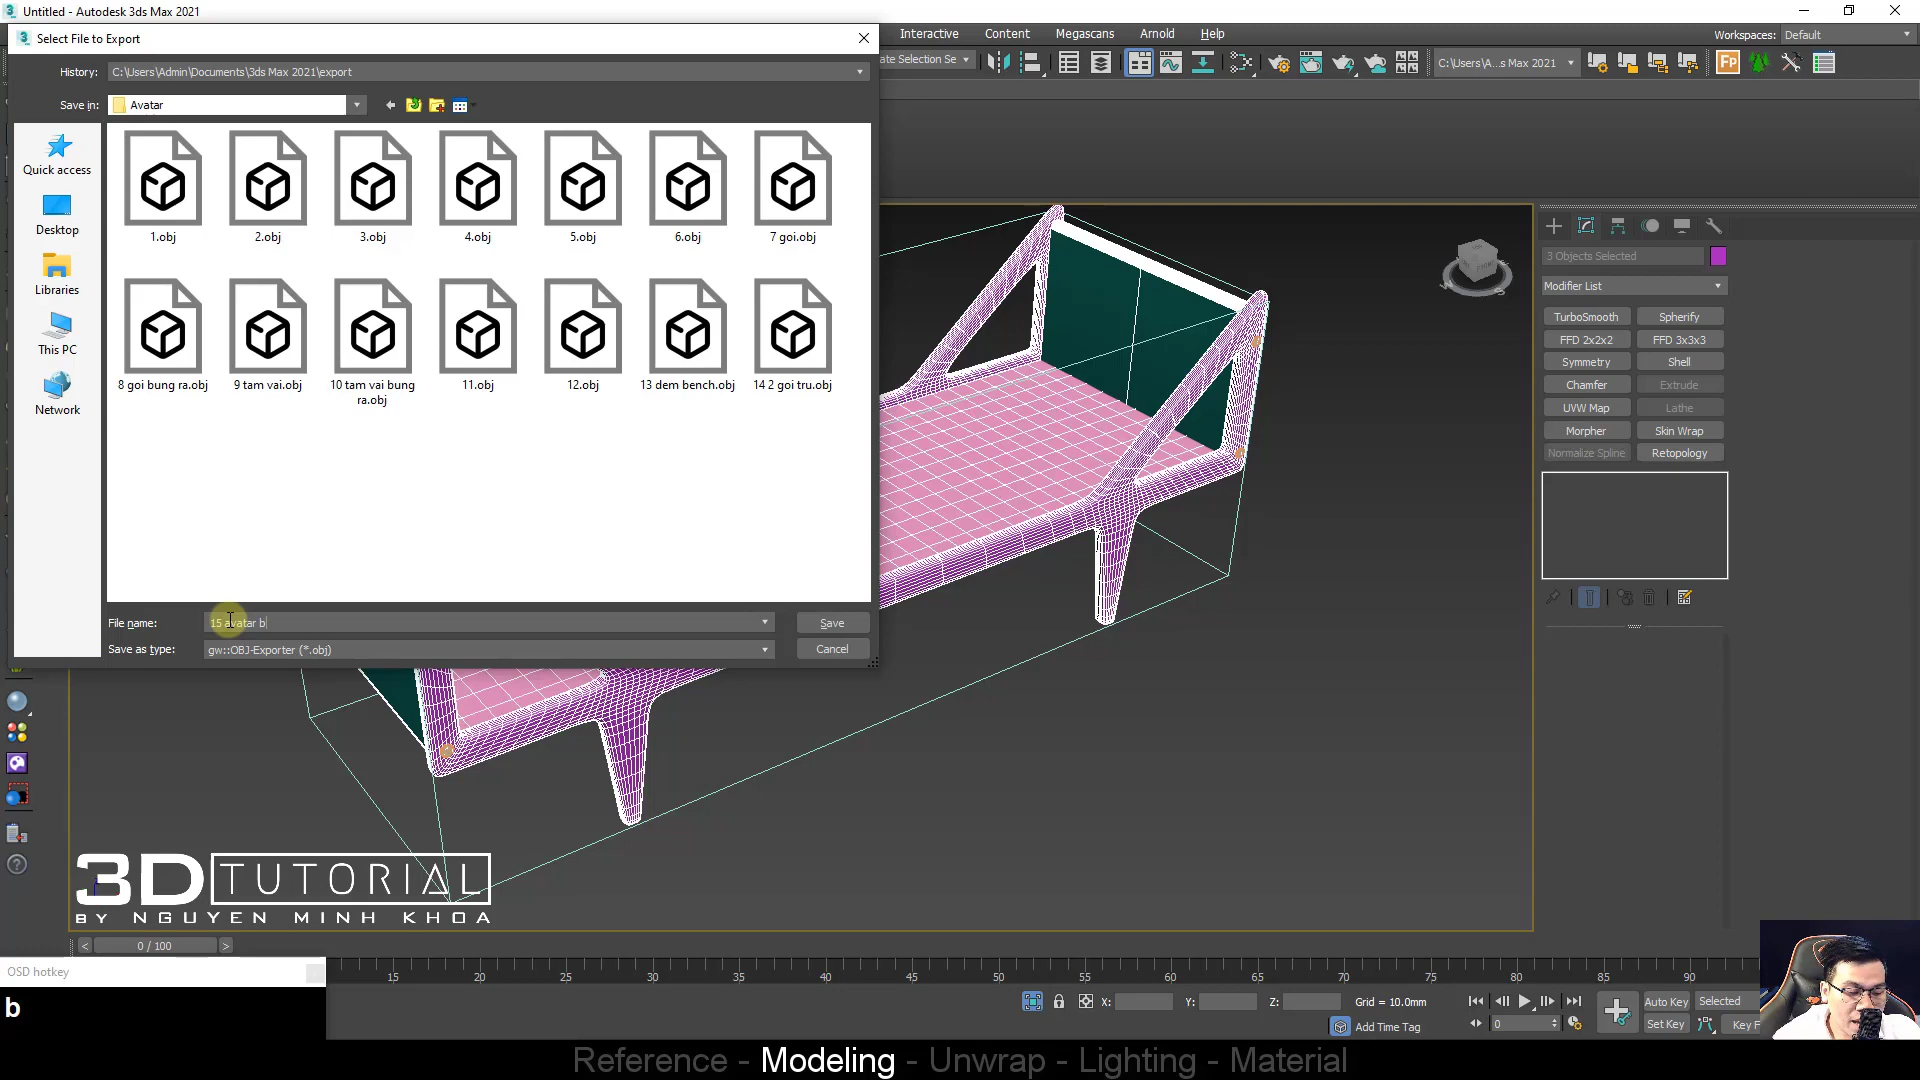 Untitled - Autodesk 3ds Max 2021
Select File to Export
Interactive
Content
Megascans
Arnold
Help
Workspaces: Default
History: C:\Users\Admin\Documents\3ds Max 2021\export
ate Selection Se
C:\Users\A...s Max 2021
Save in: Avatar
Quick access
Desktop
Libraries
This PC
Network
1.obj
2.obj
3.obj
4.obj
5.obj
6.obj
7 goi.obj
8 goi bung ra.obj
9 tam vai.obj
10 tam vai bung
ra.obj
11.obj
12.obj
13 dem bench.obj
14 2 goi tru.obj
File name: 15 avatar b
Save
Save as type: gw::OBJ-Exporter (*.obj)
Cancel
3 Objects Selected
Modifier List
TurboSmooth
Spherify
FFD 2x2x2
FFD 3x3x3
Symmetry
Shell
Chamfer
Extrude
UVW Map
Lathe
Morpher
Skin Wrap
Normalize Spline
Retopology
3D TUTORIAL
BY NGUYEN MINH KHOA
< 0 / 100 >
OSD hotkey
b
15 20 25 30 35 40 45 50 55 60 65 70 75 80 85 90
X: Y: Z: Grid = 10.0mm
Auto Key
Selected
Add Time Tag
0
Set Key
Key F
Reference - Modeling - Unwrap - Lighting - Material